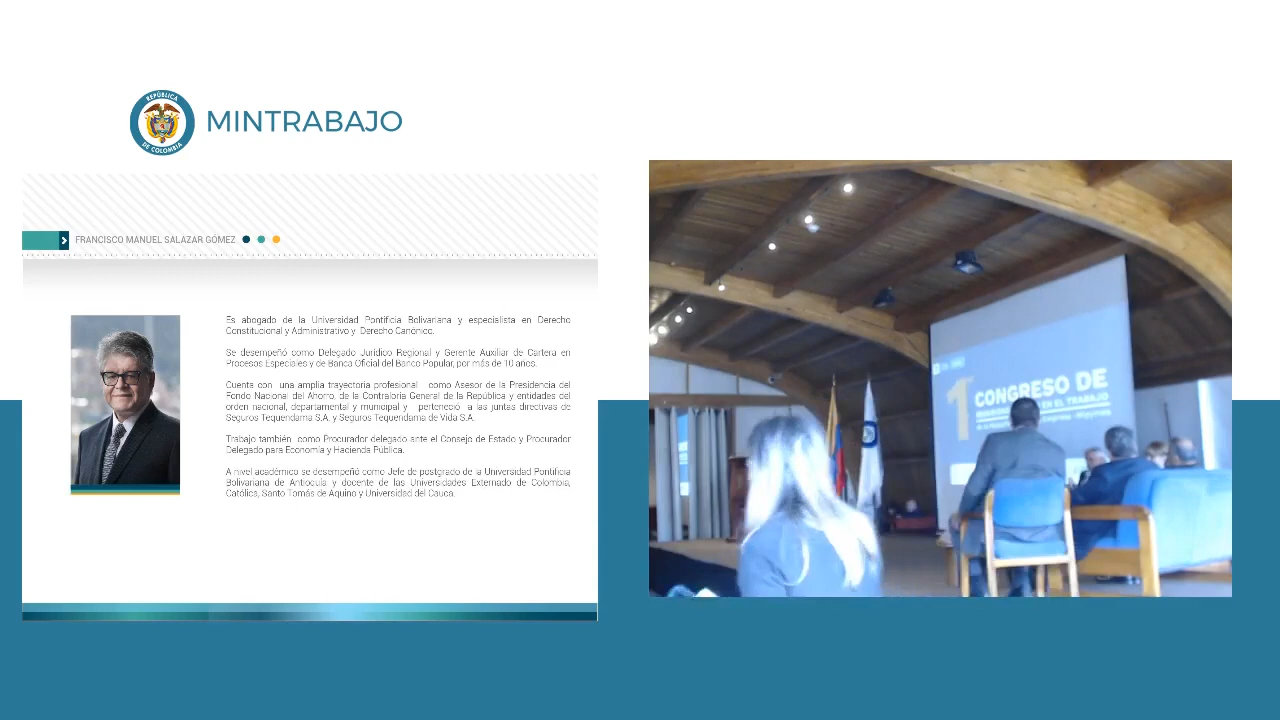 REPÚBLICA
DE COLOMBIA
MINTRABAJO
FRANCISCO MANUEL SALAZAR GÓMEZ
Es abogado de la Universidad Pontificia Bolivariana y especialista en Derecho
Constitucional y Administrativo y Derecho Canónico.
Se desempeñó como Delegado Jurídico Regional y Gerente Auxiliar de Cartera en
Procesos Especiales y de Banca Oficial del Banco Popular, por más de 10 anos.
Cuenta con una amplia trayectoria profesional como Asesor de la Presidencia del
Fondo Nacional del Ahorro, de la Contraloría General de la República y entidades del
orden nacional, departamental y municipal y perteneció a las juntas directivas de
Seguros Tequendama S.A. y Seguros Tequendama de Vida S.A.
Trabajo también como Procurador delegado ante el Consejo de Estado y Procurador
Delegado para Economía y Hacienda Pública.
A nivel académico se desempeñó como Jefe de postgrado de la Universidad Pontificia
Bolivariana de Antioquia y docente de las Universidades Externado de Colombia,
Católica, Santo Tomás de Aquino y Universidad del Cauca.
1 CONGRESO DE
EN EL TRABAJO